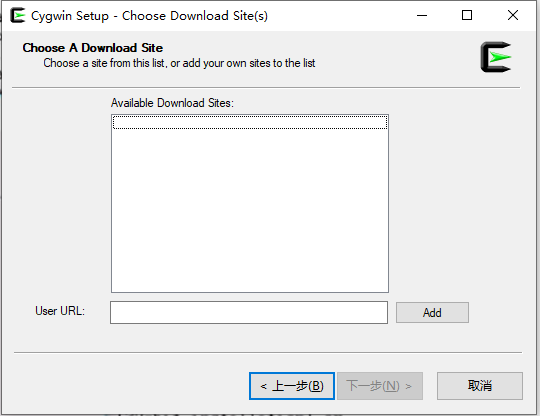 Cygwin Setup - Choose Download Site(s)
Choose A Download Site
Choose a site from this list, or add your own sites to the list
Available Download Sites:
User URL:
Add
< 上一步(B)
下一步(N) >
取消